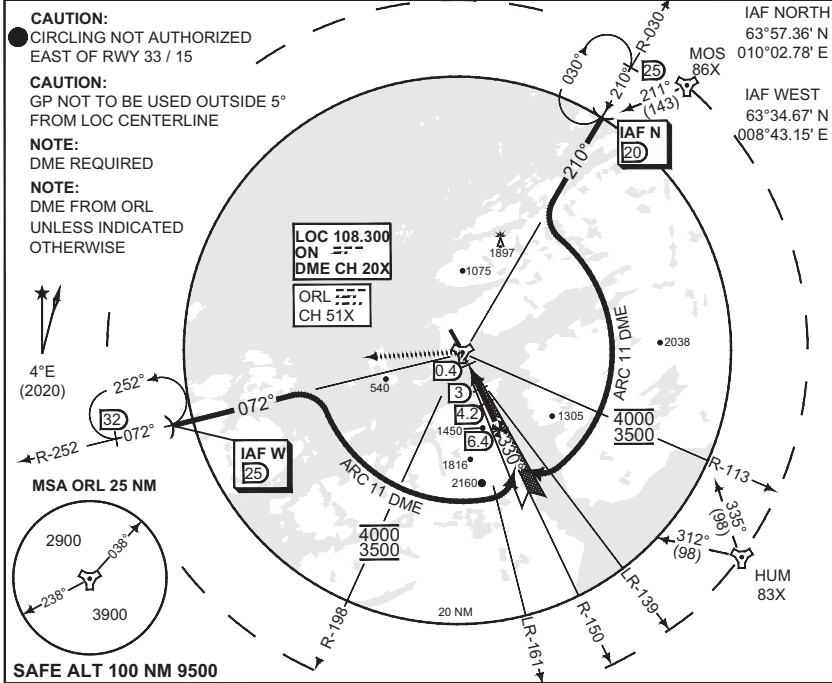 CAUTION:
CIRCLING NOT AUTHORIZED
EAST OF RWY 33 / 15
CAUTION:
GP NOT TO BE USED OUTSIDE 5°
FROM LOC CENTERLINE
NOTE:
DME REQUIRED
NOTE:
DME FROM ORL
UNLESS INDICATED
OTHERWISE
IAF NORTH
63°57.36' N
010°02.78' E
IAF WEST
63°34.67' N
008°43.15' E
R-030
030°
210°
25
MOS
86X
211°
(143)
IAF N
20
210°
LOC 108.300
ON
DME CH 20X
ORL
CH 51X
1897
1075
2038
ARC 11 DME
4°E
(2020)
540
0.4
3
4.2
1450
6.4
330°
1305
1816
2160
4000
3500
R-113
252°
32
072°
072°
R-252
IAF W
25
ARC 11 DME
4000
3500
335°
(98)
312°
(98)
HUM
83X
MSA ORL 25 NM
2900
038°
238°
3900
R-198
20 NM
LR-161
R-150
LR-139
SAFE ALT 100 NM 9500